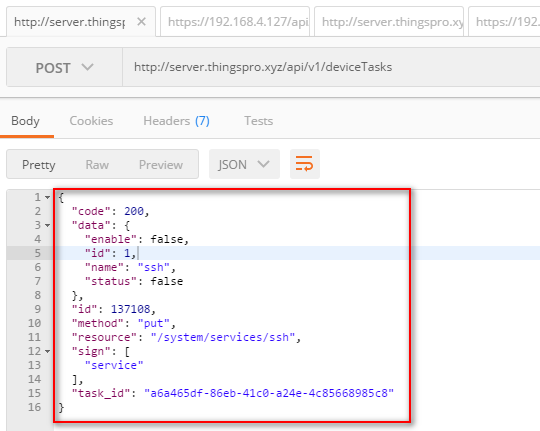 http://server.thingspro https://192.168.4.127/api http://server.thingspro.xy https://192.
POST http://server.thingspro.xyz/api/v1/deviceTasks
Body Cookies Headers (7) Tests
Pretty Raw Preview JSON
1 {
2 "code": 200,
3 "data": {
4 "enable": false,
5 "id": 1,
6 "name": "ssh",
7 "status": false
8 },
9 "id": 137108,
10 "method": "put",
11 "resource": "/system/services/ssh",
12 "sign": [
13 "service"
14 ],
15 "task_id": "a6a465df-86eb-41c0-a24e-4c85668985c8"
16 }